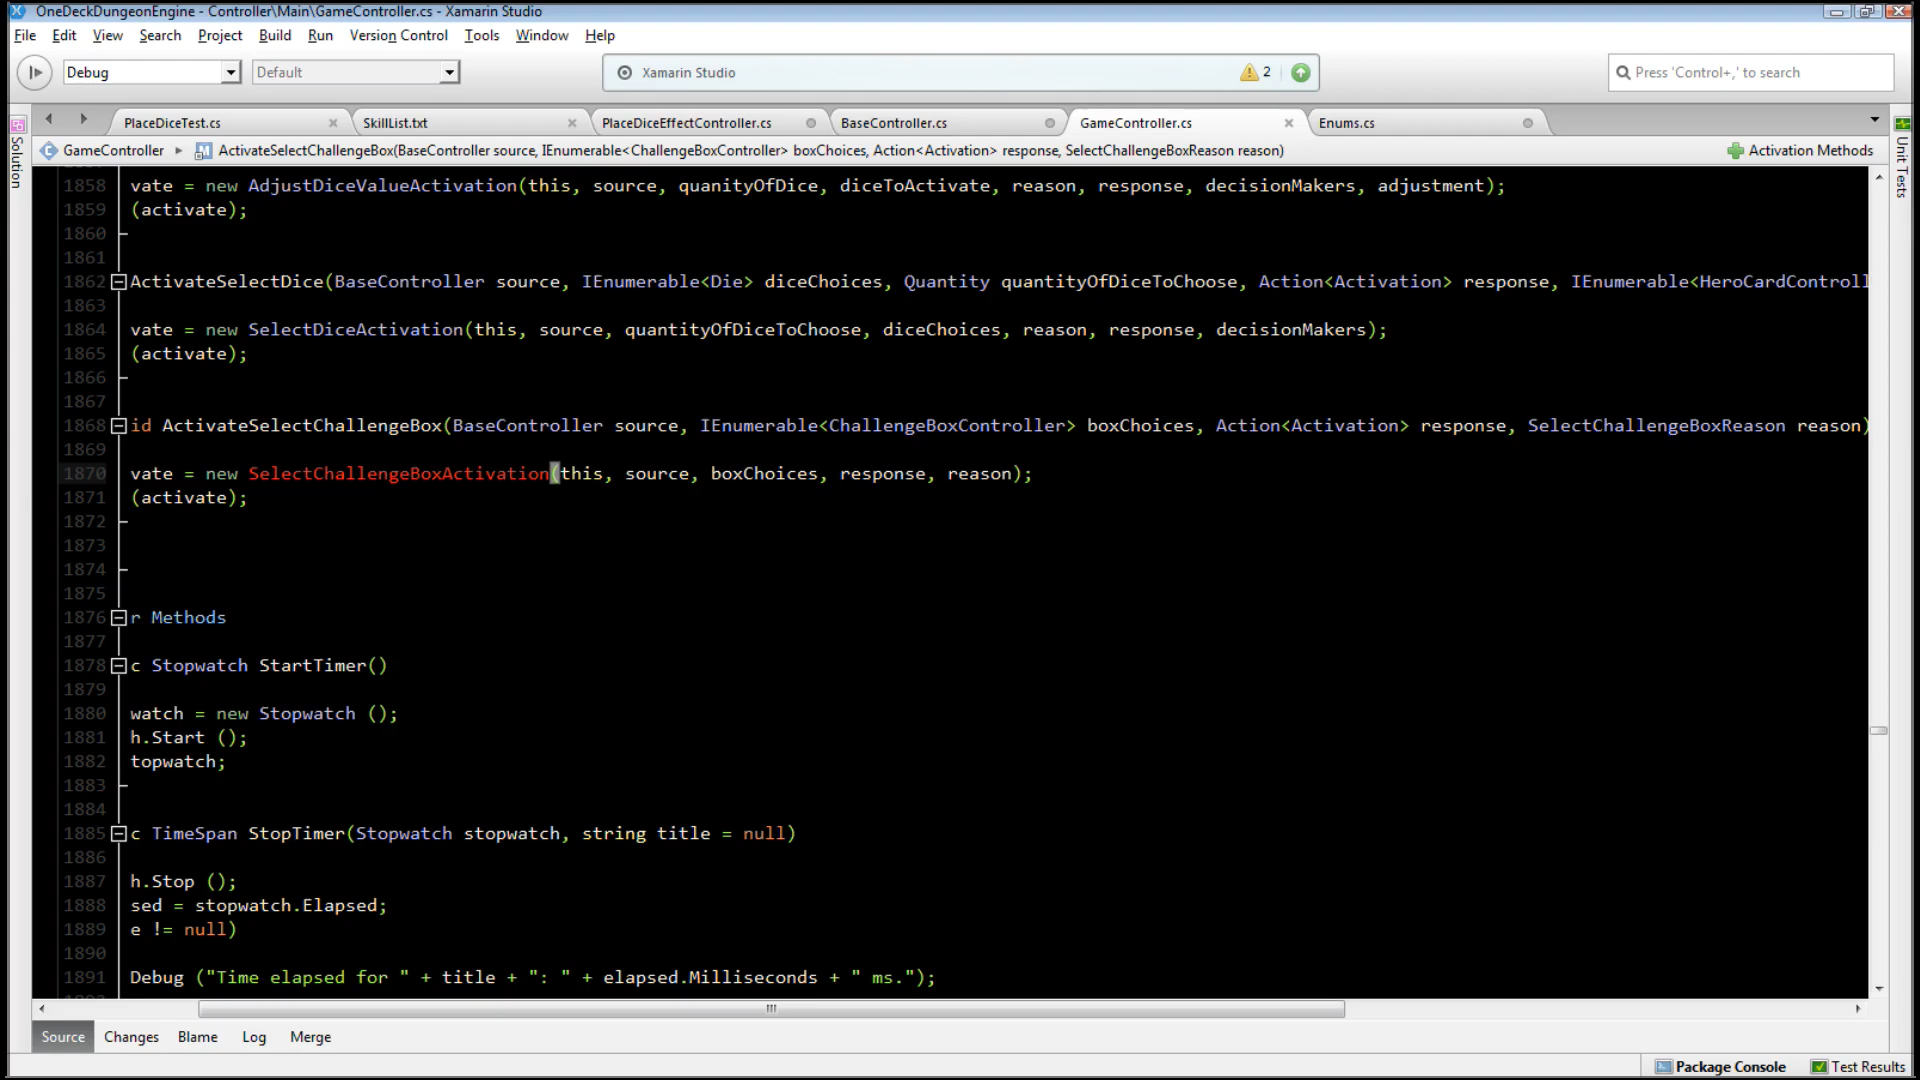 OneDeckDungeonEngine - Controller\Main\GameController.cs - Xamarin Studio
File Edit View Search Project Build Run Version Control Tools Window Help
Debug Default Xamarin Studio 2 Press 'Control+,' to search
PlaceDiceTest.cs SkillList.txt PlaceDiceEffectController.cs BaseController.cs GameController.cs Enums.cs
GameController ActivateSelectChallengeBox(BaseController source, IEnumerable<ChallengeBoxController> boxChoices, Action<Activation> response, SelectChallengeBoxReason reason) Activation Methods
Solution
Unit Tests
1858 vate = new AdjustDiceValueActivation(this, source, quanityOfDice, diceToActivate, reason, response, decisionMakers, adjustment);
1859 (activate);
1860
1861
1862 ActivateSelectDice(BaseController source, IEnumerable<Die> diceChoices, Quantity quantityOfDiceToChoose, Action<Activation> response, IEnumerable<HeroCardControll
1863
1864 vate = new SelectDiceActivation(this, source, quantityOfDiceToChoose, diceChoices, reason, response, decisionMakers);
1865 (activate);
1866
1867
1868 id ActivateSelectChallengeBox(BaseController source, IEnumerable<ChallengeBoxController> boxChoices, Action<Activation> response, SelectChallengeBoxReason reason)
1869
1870 vate = new SelectChallengeBoxActivation(this, source, boxChoices, response, reason);
1871 (activate);
1872
1873
1874
1875
1876 r Methods
1877
1878 c Stopwatch StartTimer()
1879
1880 watch = new Stopwatch ();
1881 h.Start ();
1882 topwatch;
1883
1884
1885 c TimeSpan StopTimer(Stopwatch stopwatch, string title = null)
1886
1887 h.Stop ();
1888 sed = stopwatch.Elapsed;
1889 e != null)
1890
1891 Debug ("Time elapsed for " + title + ": " + elapsed.Milliseconds + " ms.");
Source Changes Blame Log Merge
Package Console Test Results